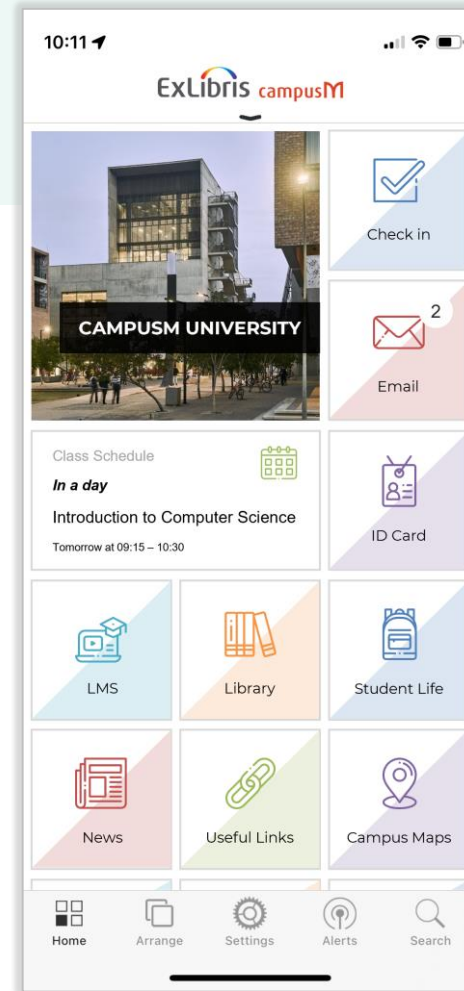 10:11
ExLibris campusM
CAMPUSM UNIVERSITY
Check in
2
Email
Class Schedule
In a day
Introduction to Computer Science
Tomorrow at 09:15 – 10:30
ID Card
LMS
Library
Student Life
News
Useful Links
Campus Maps
Home
Arrange
Settings
Alerts
Search